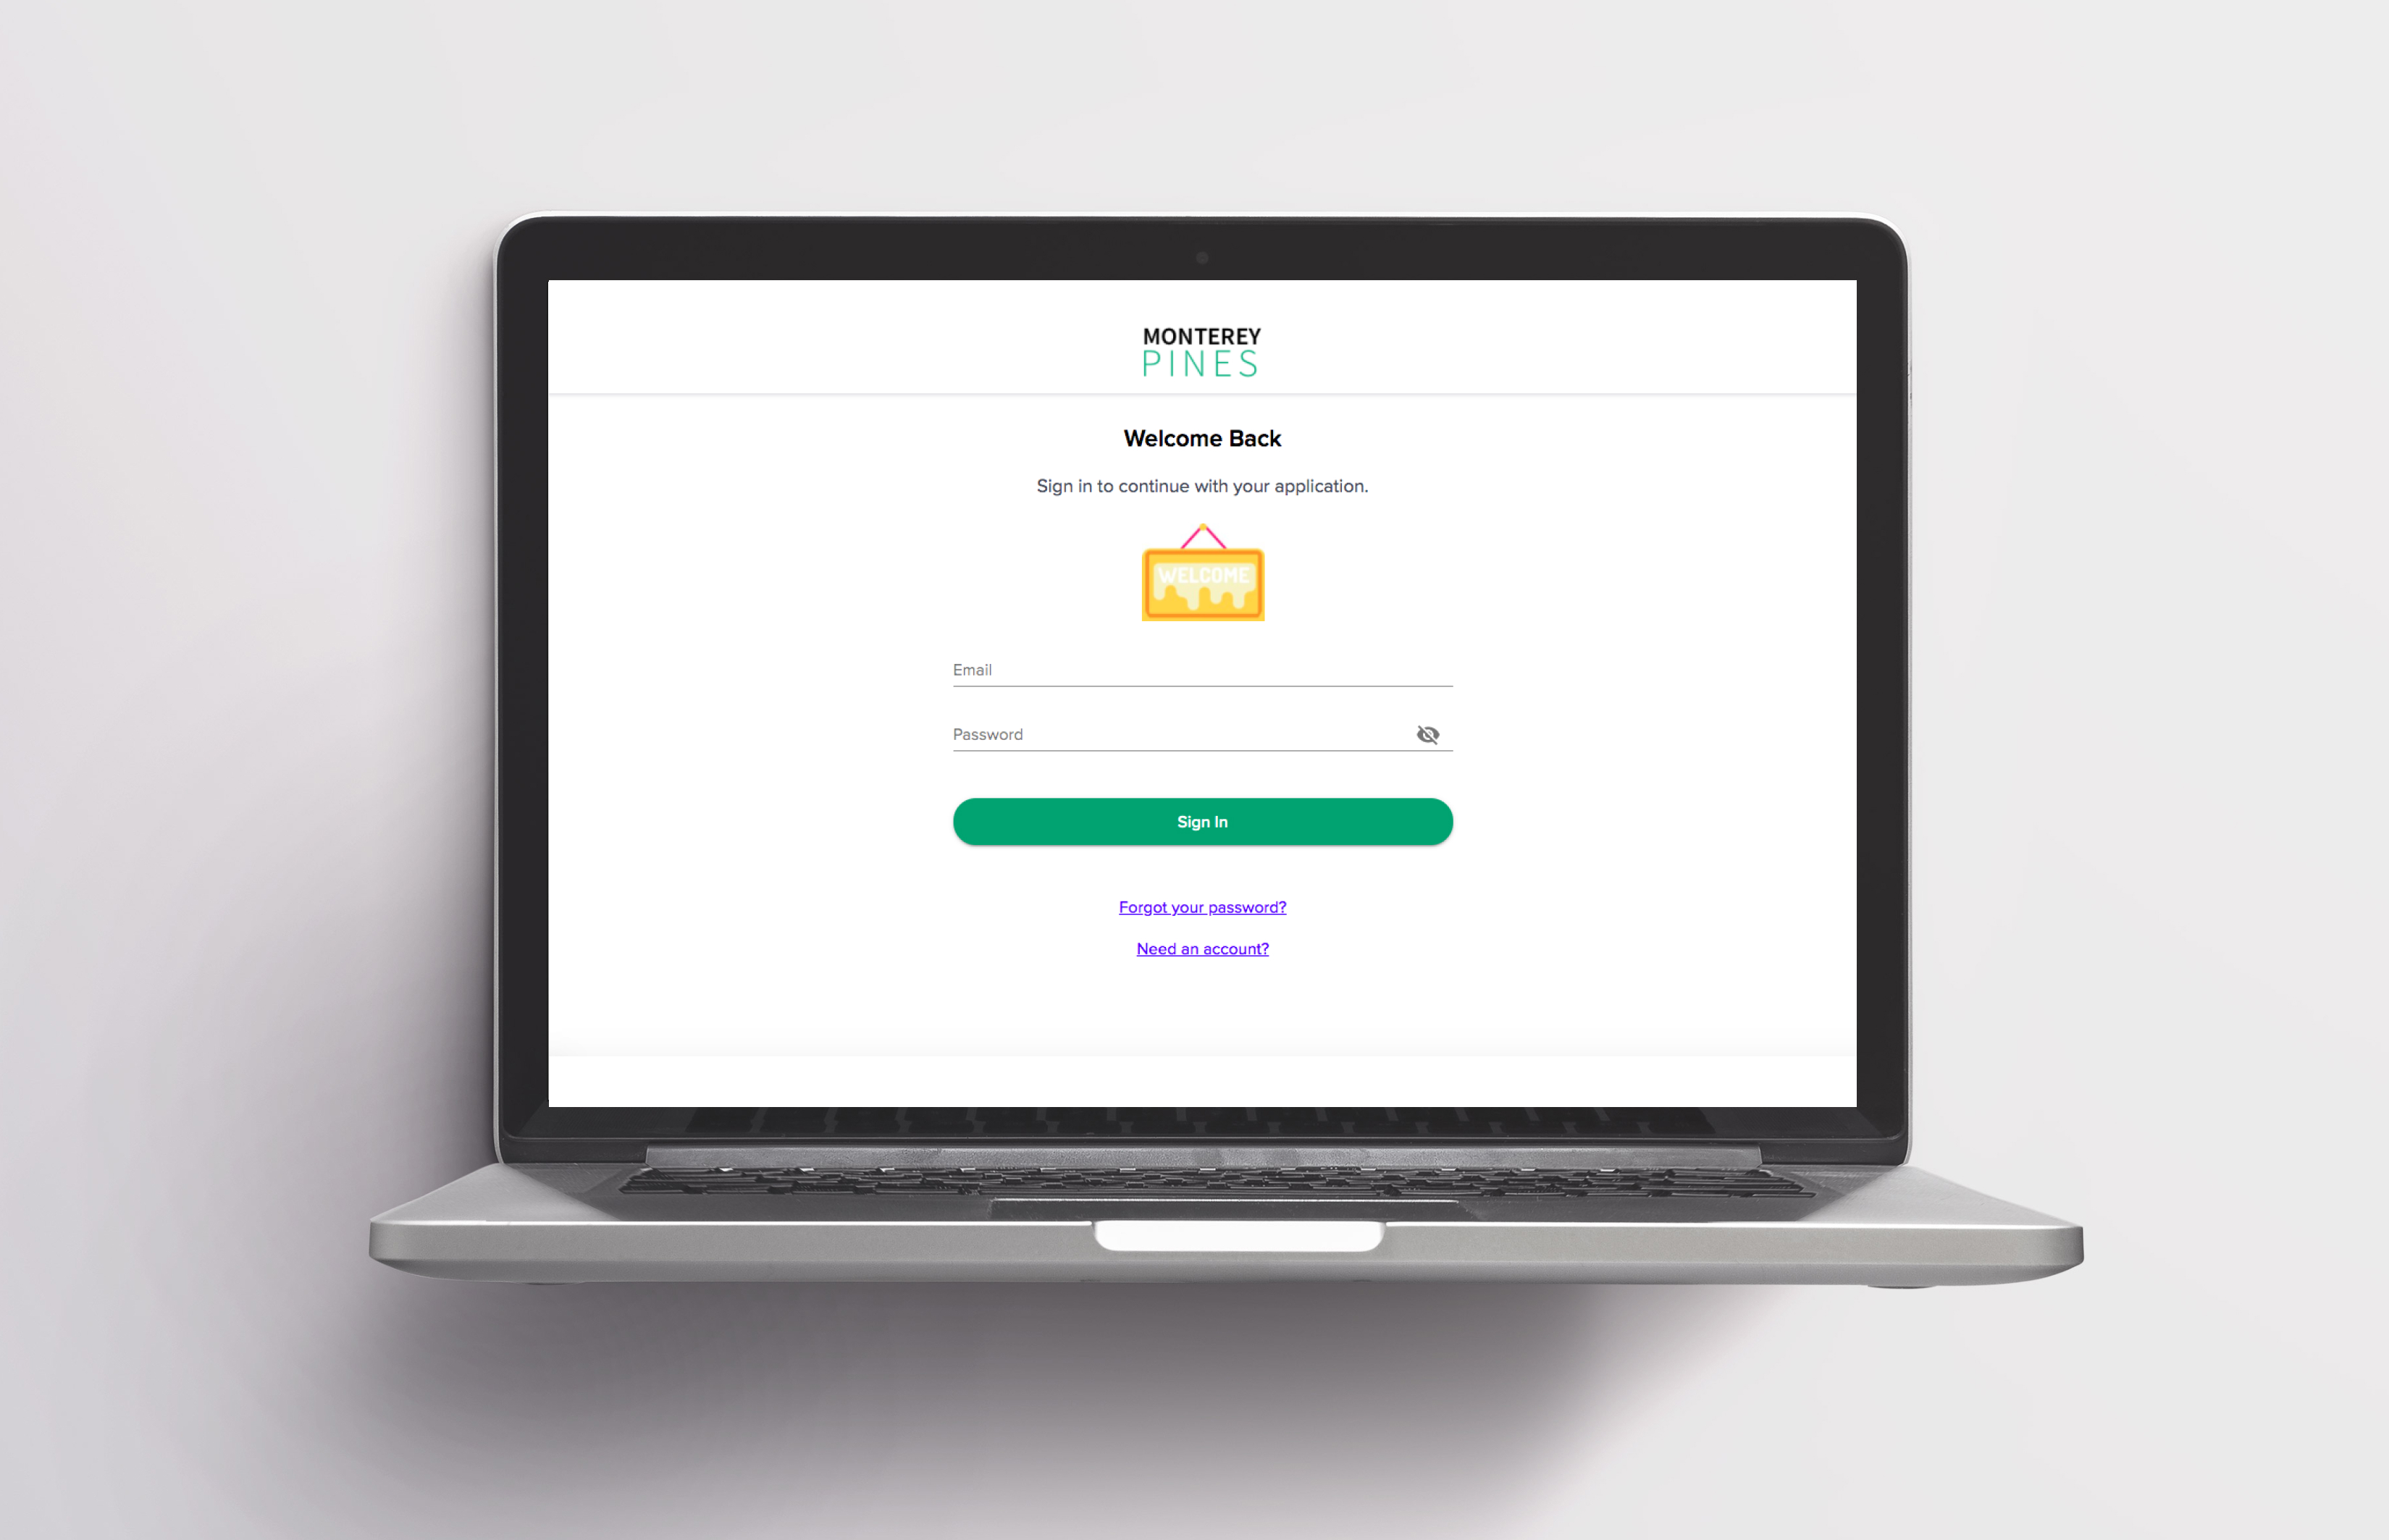 MONTEREY
PINES
Welcome Back
Sign in to continue with your application.
WELCOME
Email
Password
Sign In
Forgot your password?
Need an account?